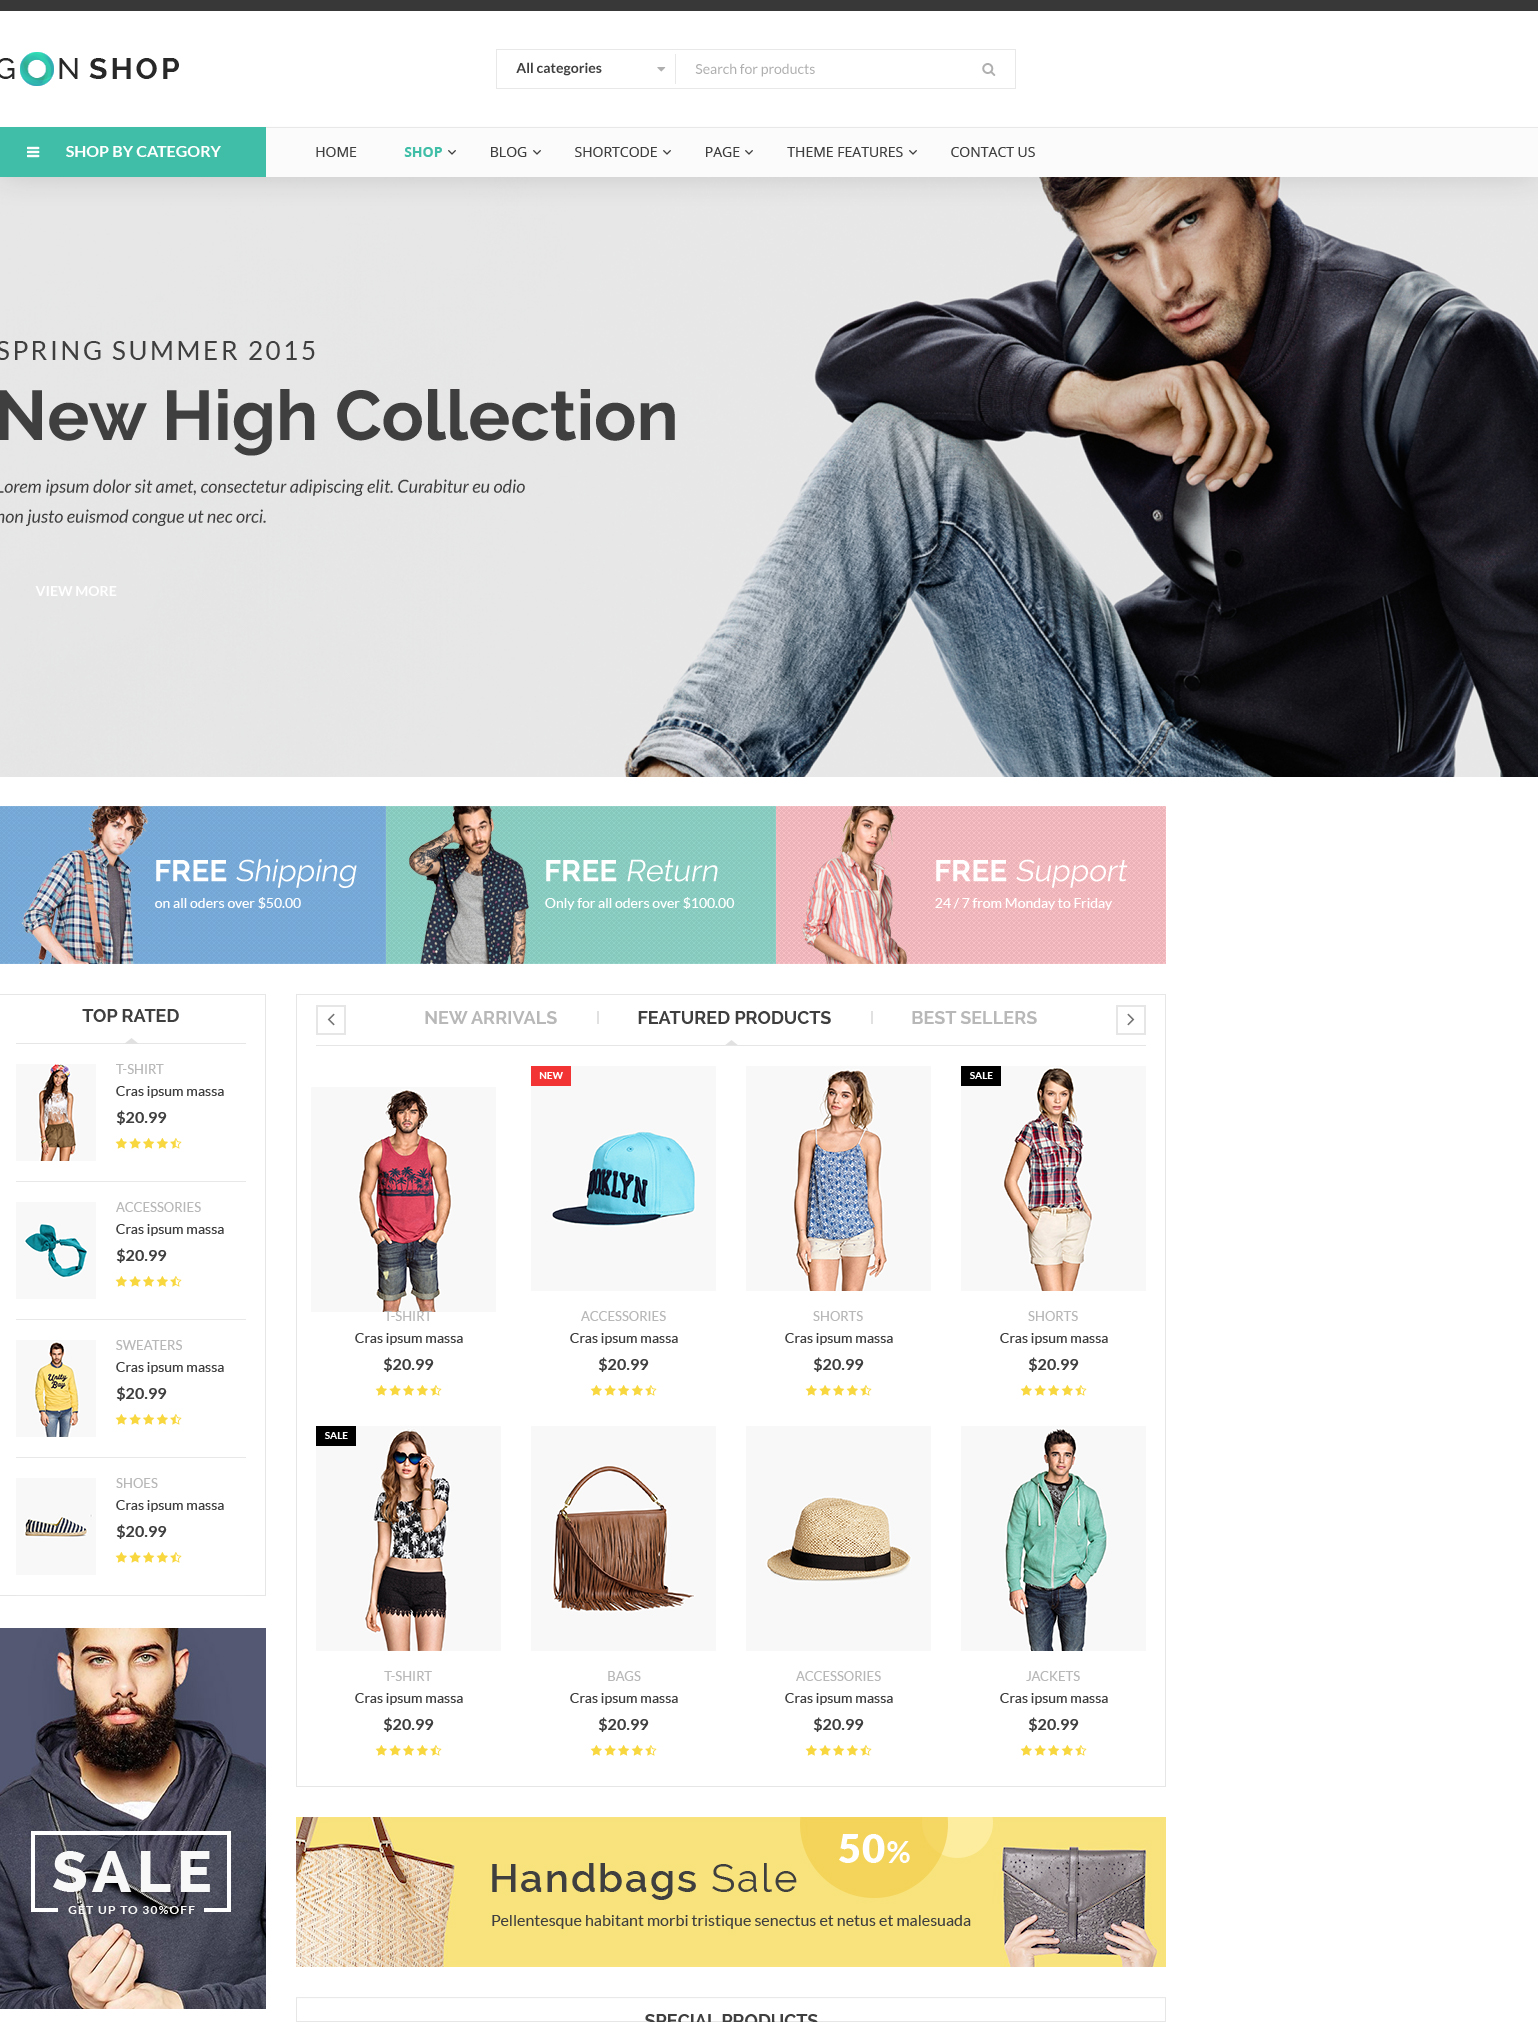 GON SHOP
All categories
Search for products
SHOP BY CATEGORY
HOME SHOP BLOG SHORTCODE PAGE THEME FEATURES CONTACT US
SPRING SUMMER 2015
New High Collection
Lorem ipsum dolor sit amet, consectetur adipiscing elit. Curabitur eu odio
non justo euismod congue ut nec orci.
VIEW MORE
FREE Shipping
on all oders over $50.00
FREE Return
Only for all oders over $100.00
FREE Support
24 / 7 from Monday to Friday
TOP RATED
T-SHIRT
Cras ipsum massa
$20.99
ACCESSORIES
Cras ipsum massa
$20.99
SWEATERS
Unity
Boy
Cras ipsum massa
$20.99
SHOES
Cras ipsum massa
$20.99
SALE
GET UP TO 30%OFF
NEW ARRIVALS FEATURED PRODUCTS BEST SELLERS
T-SHIRT
Cras ipsum massa
$20.99
NEW
OOKLYN
ACCESSORIES
Cras ipsum massa
$20.99
SHORTS
Cras ipsum massa
$20.99
SALE
SHORTS
Cras ipsum massa
$20.99
SALE
T-SHIRT
Cras ipsum massa
$20.99
BAGS
Cras ipsum massa
$20.99
ACCESSORIES
Cras ipsum massa
$20.99
JACKETS
Cras ipsum massa
$20.99
Handbags Sale
50%
Pellentesque habitant morbi tristique senectus et netus et malesuada
SPECIAL PRODUCTS